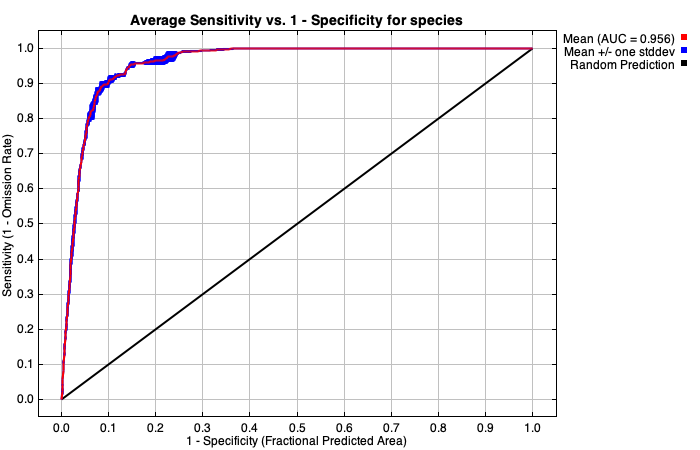 Average Sensitivity vs. 1 - Specificity for species
Mean (AUC = 0.956)
Mean +/- one stddev
Random Prediction
Sensitivity (1 - Omission Rate)
1.0
0.9
0.8
0.7
0.6
0.5
0.4
0.3
0.2
0.1
0.0
0.0 0.1 0.2 0.3 0.4 0.5 0.6 0.7 0.8 0.9 1.0
1 - Specificity (Fractional Predicted Area)